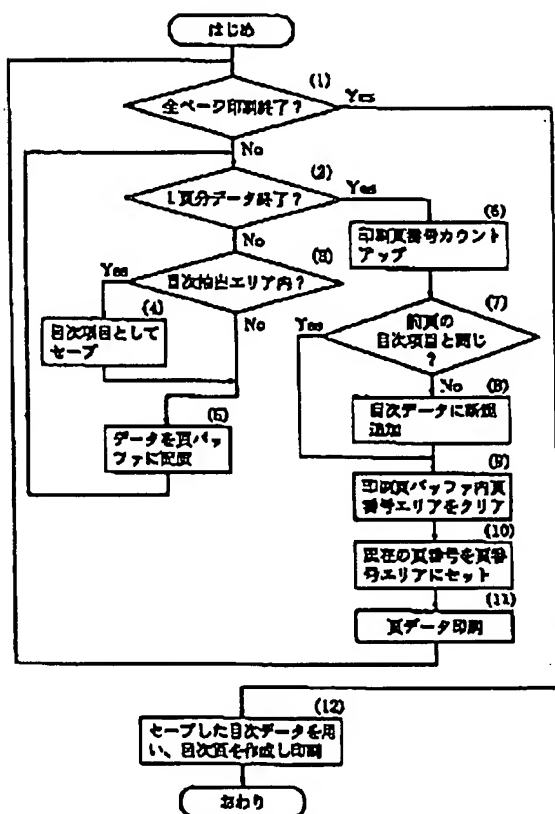 はじめ
(1)
全ページ印刷終了?
Yes
No
(2)
1頁分データ終了?
Yes
No
(6)
印刷頁番号カウント
アップ
(3)
目次抽出エリア内?
Yes
No
(4)
目次項目として
セーブ
(7)
前頁の
目次項目と同じ
?
Yes
No
(8)
目次データに新規
追加
(5)
データを頁バッ
ファに配置
(9)
印刷頁バッファ内頁
番号エリアをクリア
(10)
現在の頁番号を頁番
号エリアにセット
(11)
頁データ印刷
(12)
セーブした目次データを用
い、目次頁を作成し印刷
おわり